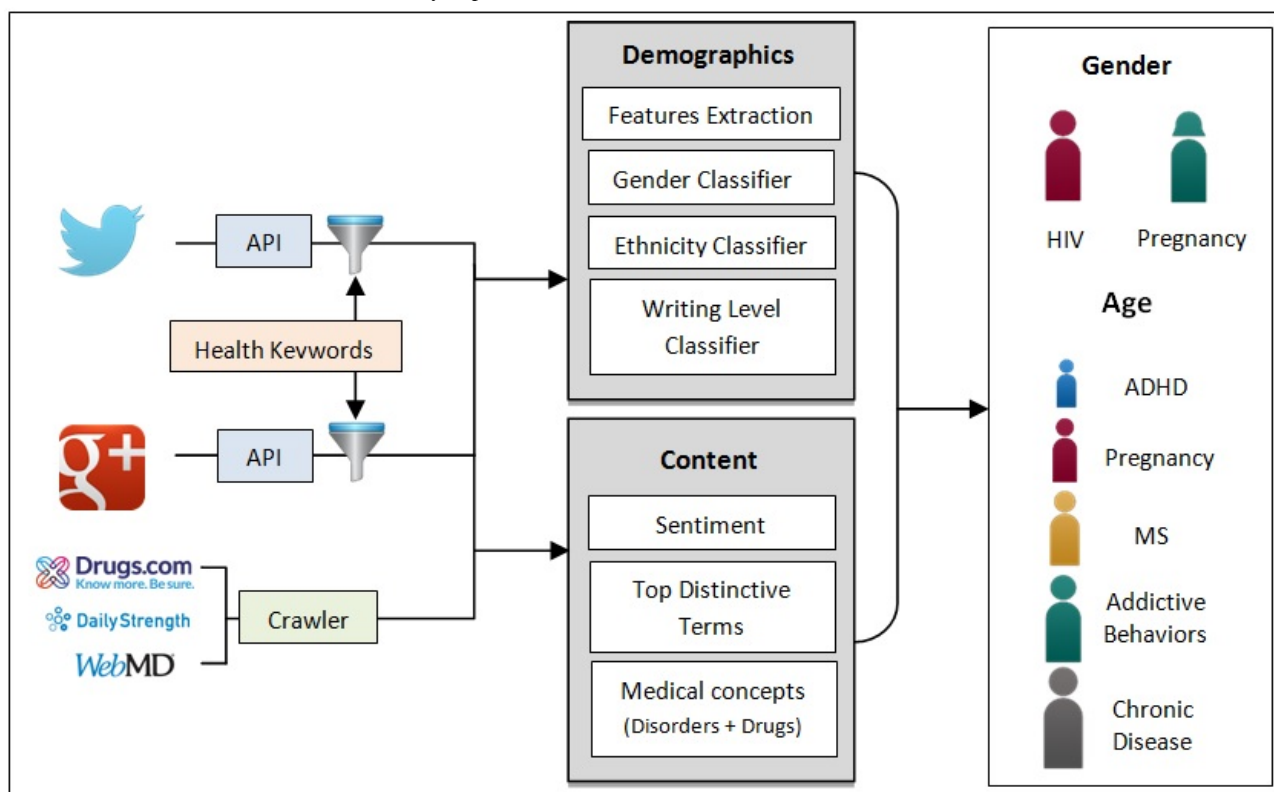 Demographics
Features Extraction
Gender Classifier
Ethnicity Classifier
Writing Level
Classifier
API
Health Kevwords
g+
API
Drugs.com
Know more. Be sure.
DailyStrength
WebMD
Crawler
Content
Sentiment
Top Distinctive
Terms
Medical concepts
(Disorders + Drugs)
Gender
HIV
Pregnancy
Age
ADHD
Pregnancy
MS
Addictive
Behaviors
Chronic
Disease